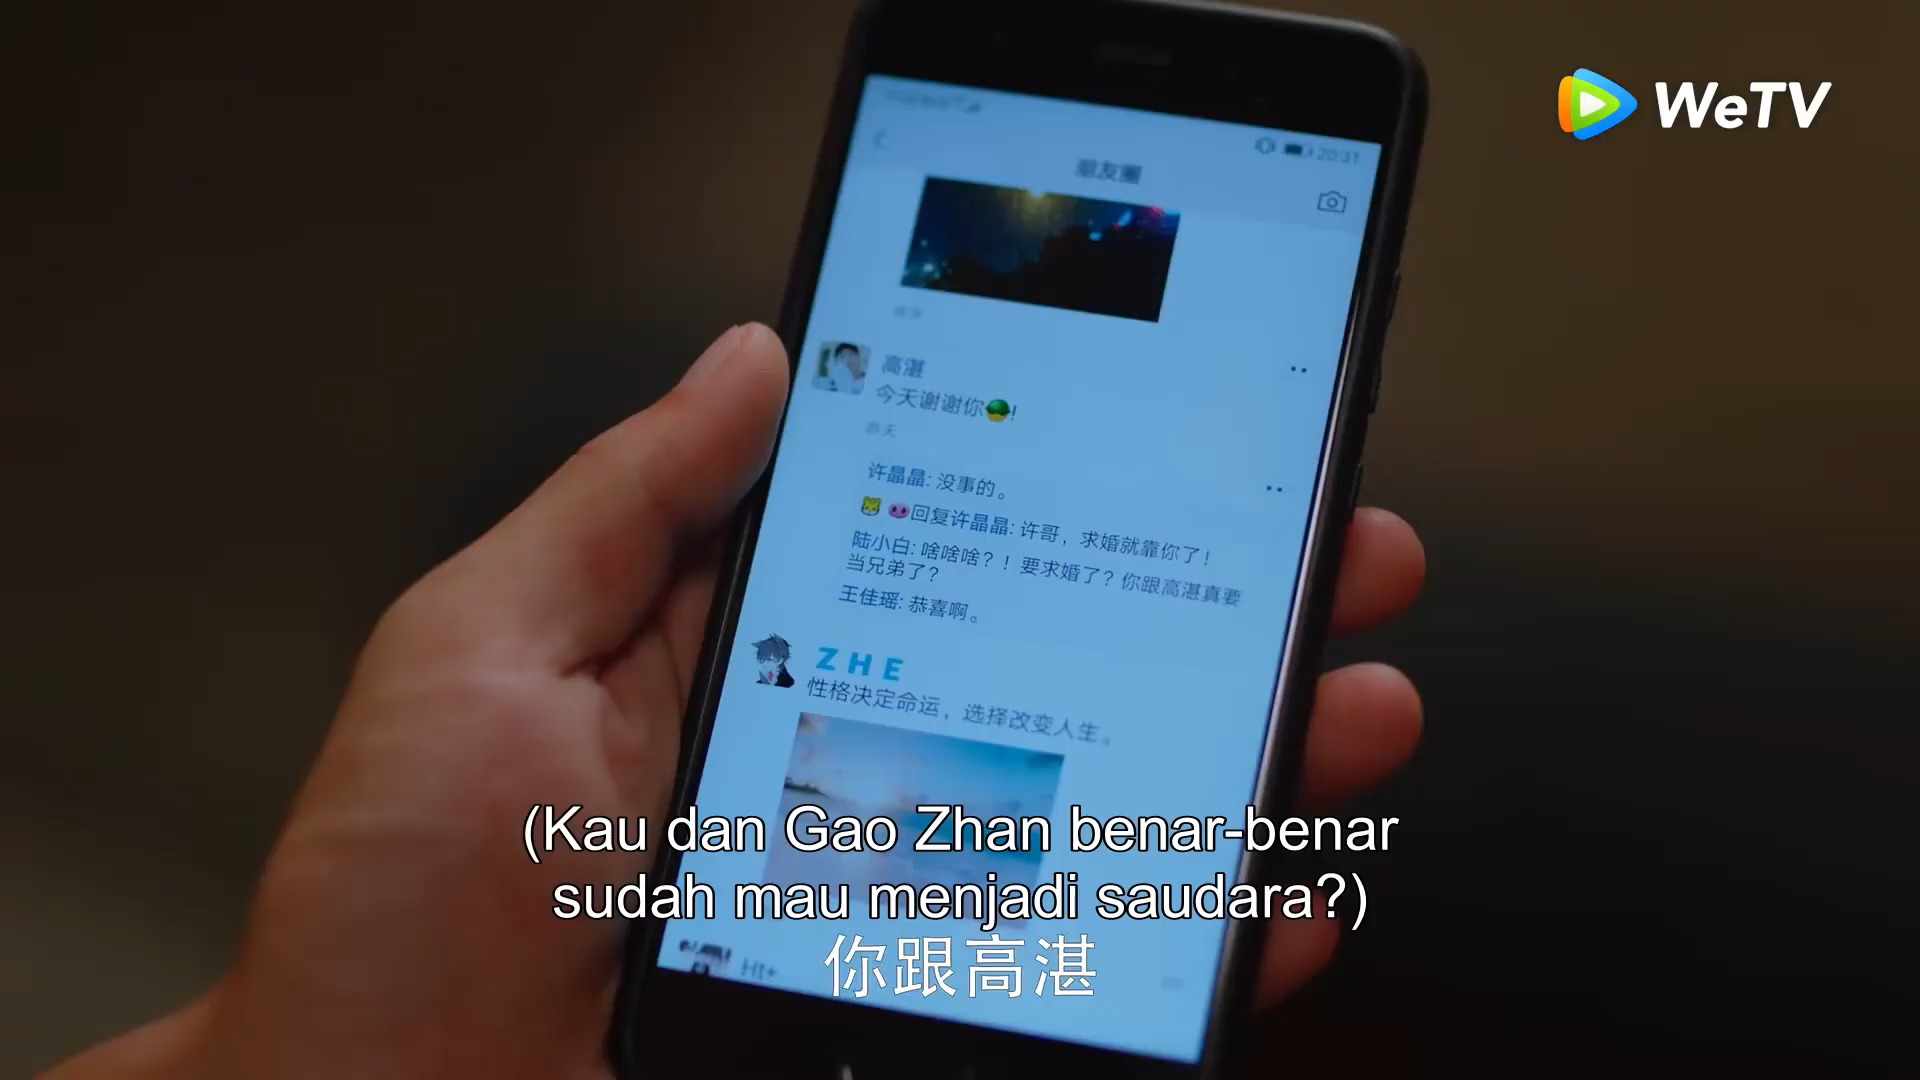 WeTV
20:31
朋友圈
高湛
今天谢谢你!
昨天
许晶晶: 没事的。
回复许晶晶: 许哥，求婚就靠你了！
陆小白: 啥啥啥？！要求婚了？你跟高湛真要
当兄弟了？
王佳瑶: 恭喜啊。
ZHE
性格决定命运，选择改变人生。
(Kau dan Gao Zhan benar-benar
sudah mau menjadi saudara?)
你跟高湛